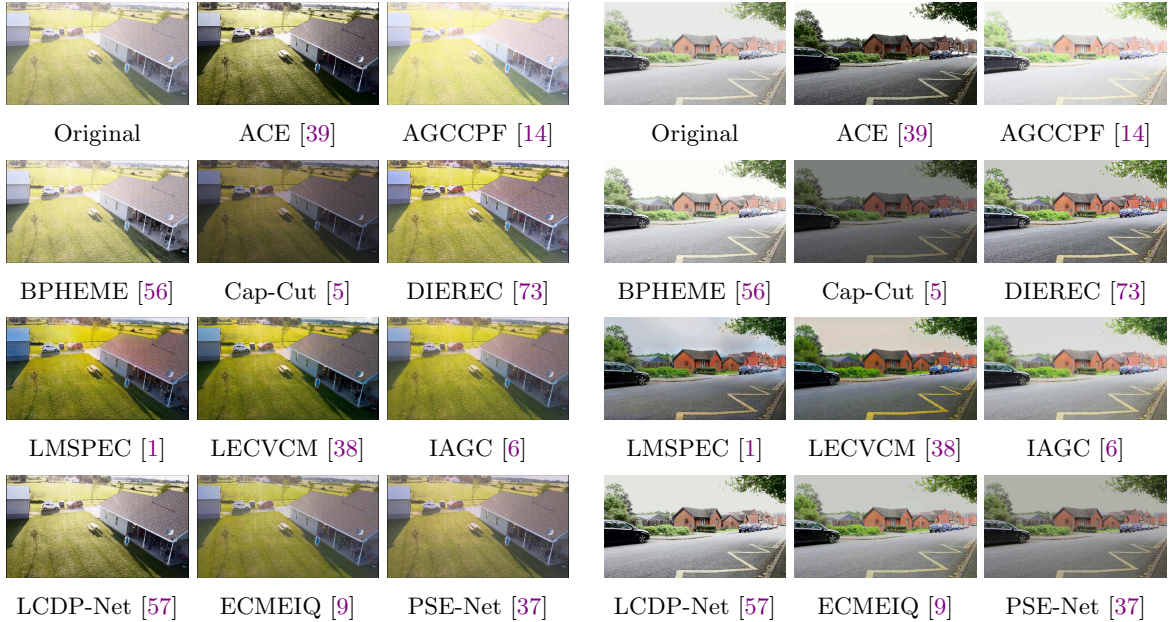 Original ACE [39] AGCCPF [14] Original ACE [39] AGCCPF [14]
BPHEME [56] Cap-Cut [5] DIEREC [73] BPHEME [56] Cap-Cut [5] DIEREC [73]
LMSPEC [1] LECVCM [38] IAGC [6] LMSPEC [1] LECVCM [38] IAGC [6]
LCDP-Net [57] ECMEIQ [9] PSE-Net [37] LCDP-Net [57] ECMEIQ [9] PSE-Net [37]